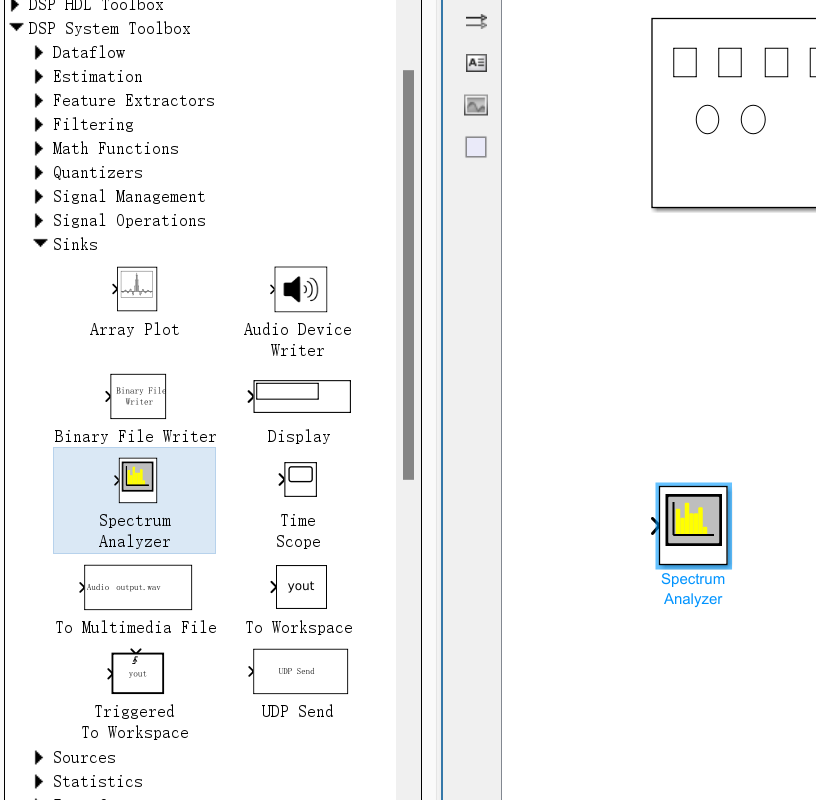 DSP HDL Toolbox
DSP System Toolbox
Dataflow
Estimation
Feature Extractors
Filtering
Math Functions
Quantizers
Signal Management
Signal Operations
Sinks
Array Plot
Audio Device
Writer
Binary File
Writer
Binary File Writer
Display
Spectrum
Analyzer
Time
Scope
Audio output.wav
To Multimedia File
yout
To Workspace
yout
Triggered
To Workspace
UDP Send
UDP Send
Sources
Statistics
A
Spectrum
Analyzer